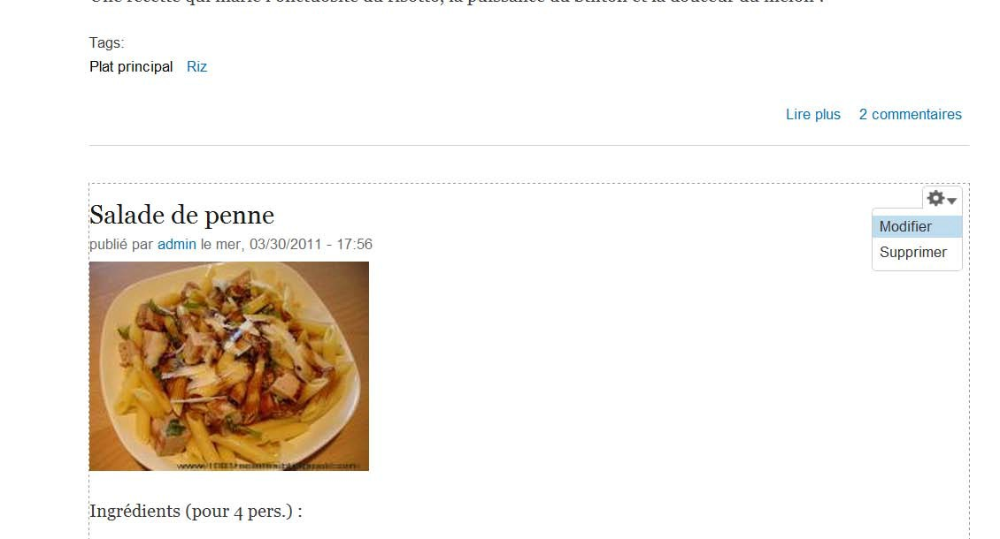 Une recette qui marie l'onctuosité du risotto, la puissance du stilton et la douceur du melon !
Tags:
Plat principal Riz
Lire plus 2 commentaires
Salade de penne
publié par admin le mer, 03/30/2011 - 17:56
Modifier
Supprimer
Ingrédients (pour 4 pers.) :